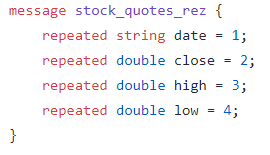 message stock_quotes_rez {
    repeated string date = 1;
    repeated double close = 2;
    repeated double high = 3;
    repeated double low = 4;
}